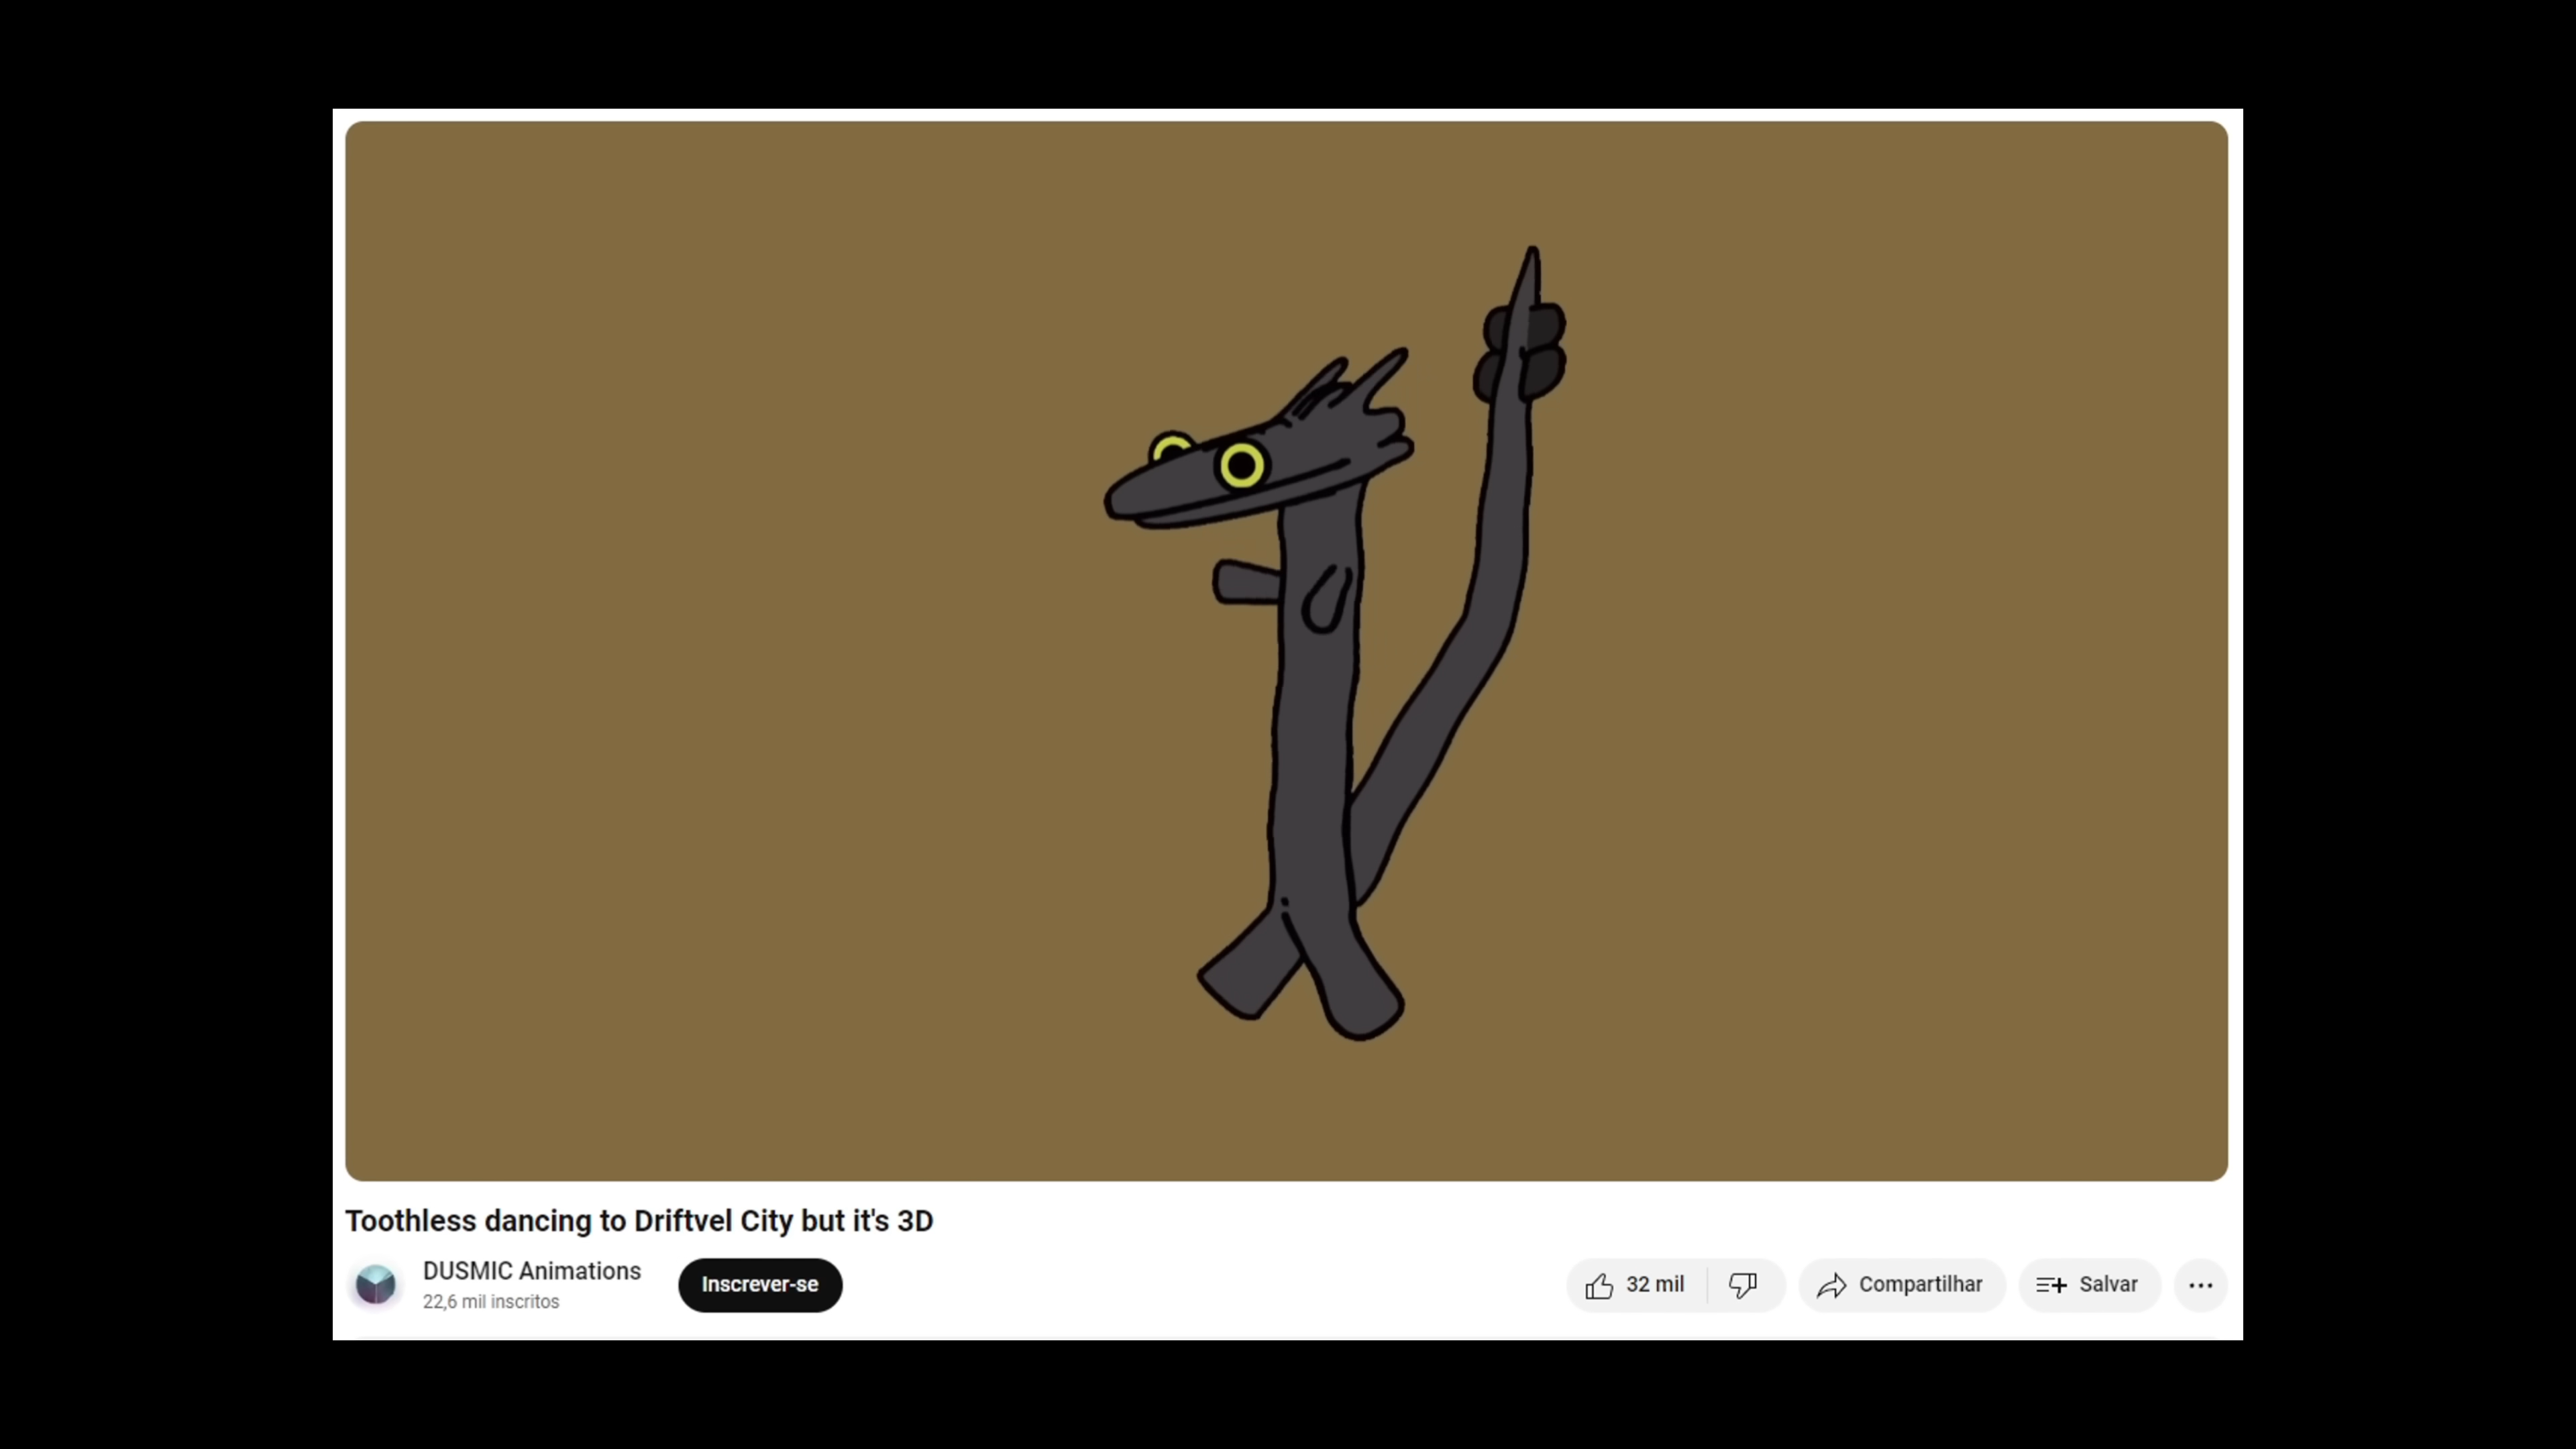 Toothless dancing to Driftvel City but it's 3D
DUSMIC Animations
22,6 mil inscritos
Inscrever-se
32 mil
Compartilhar
Salvar